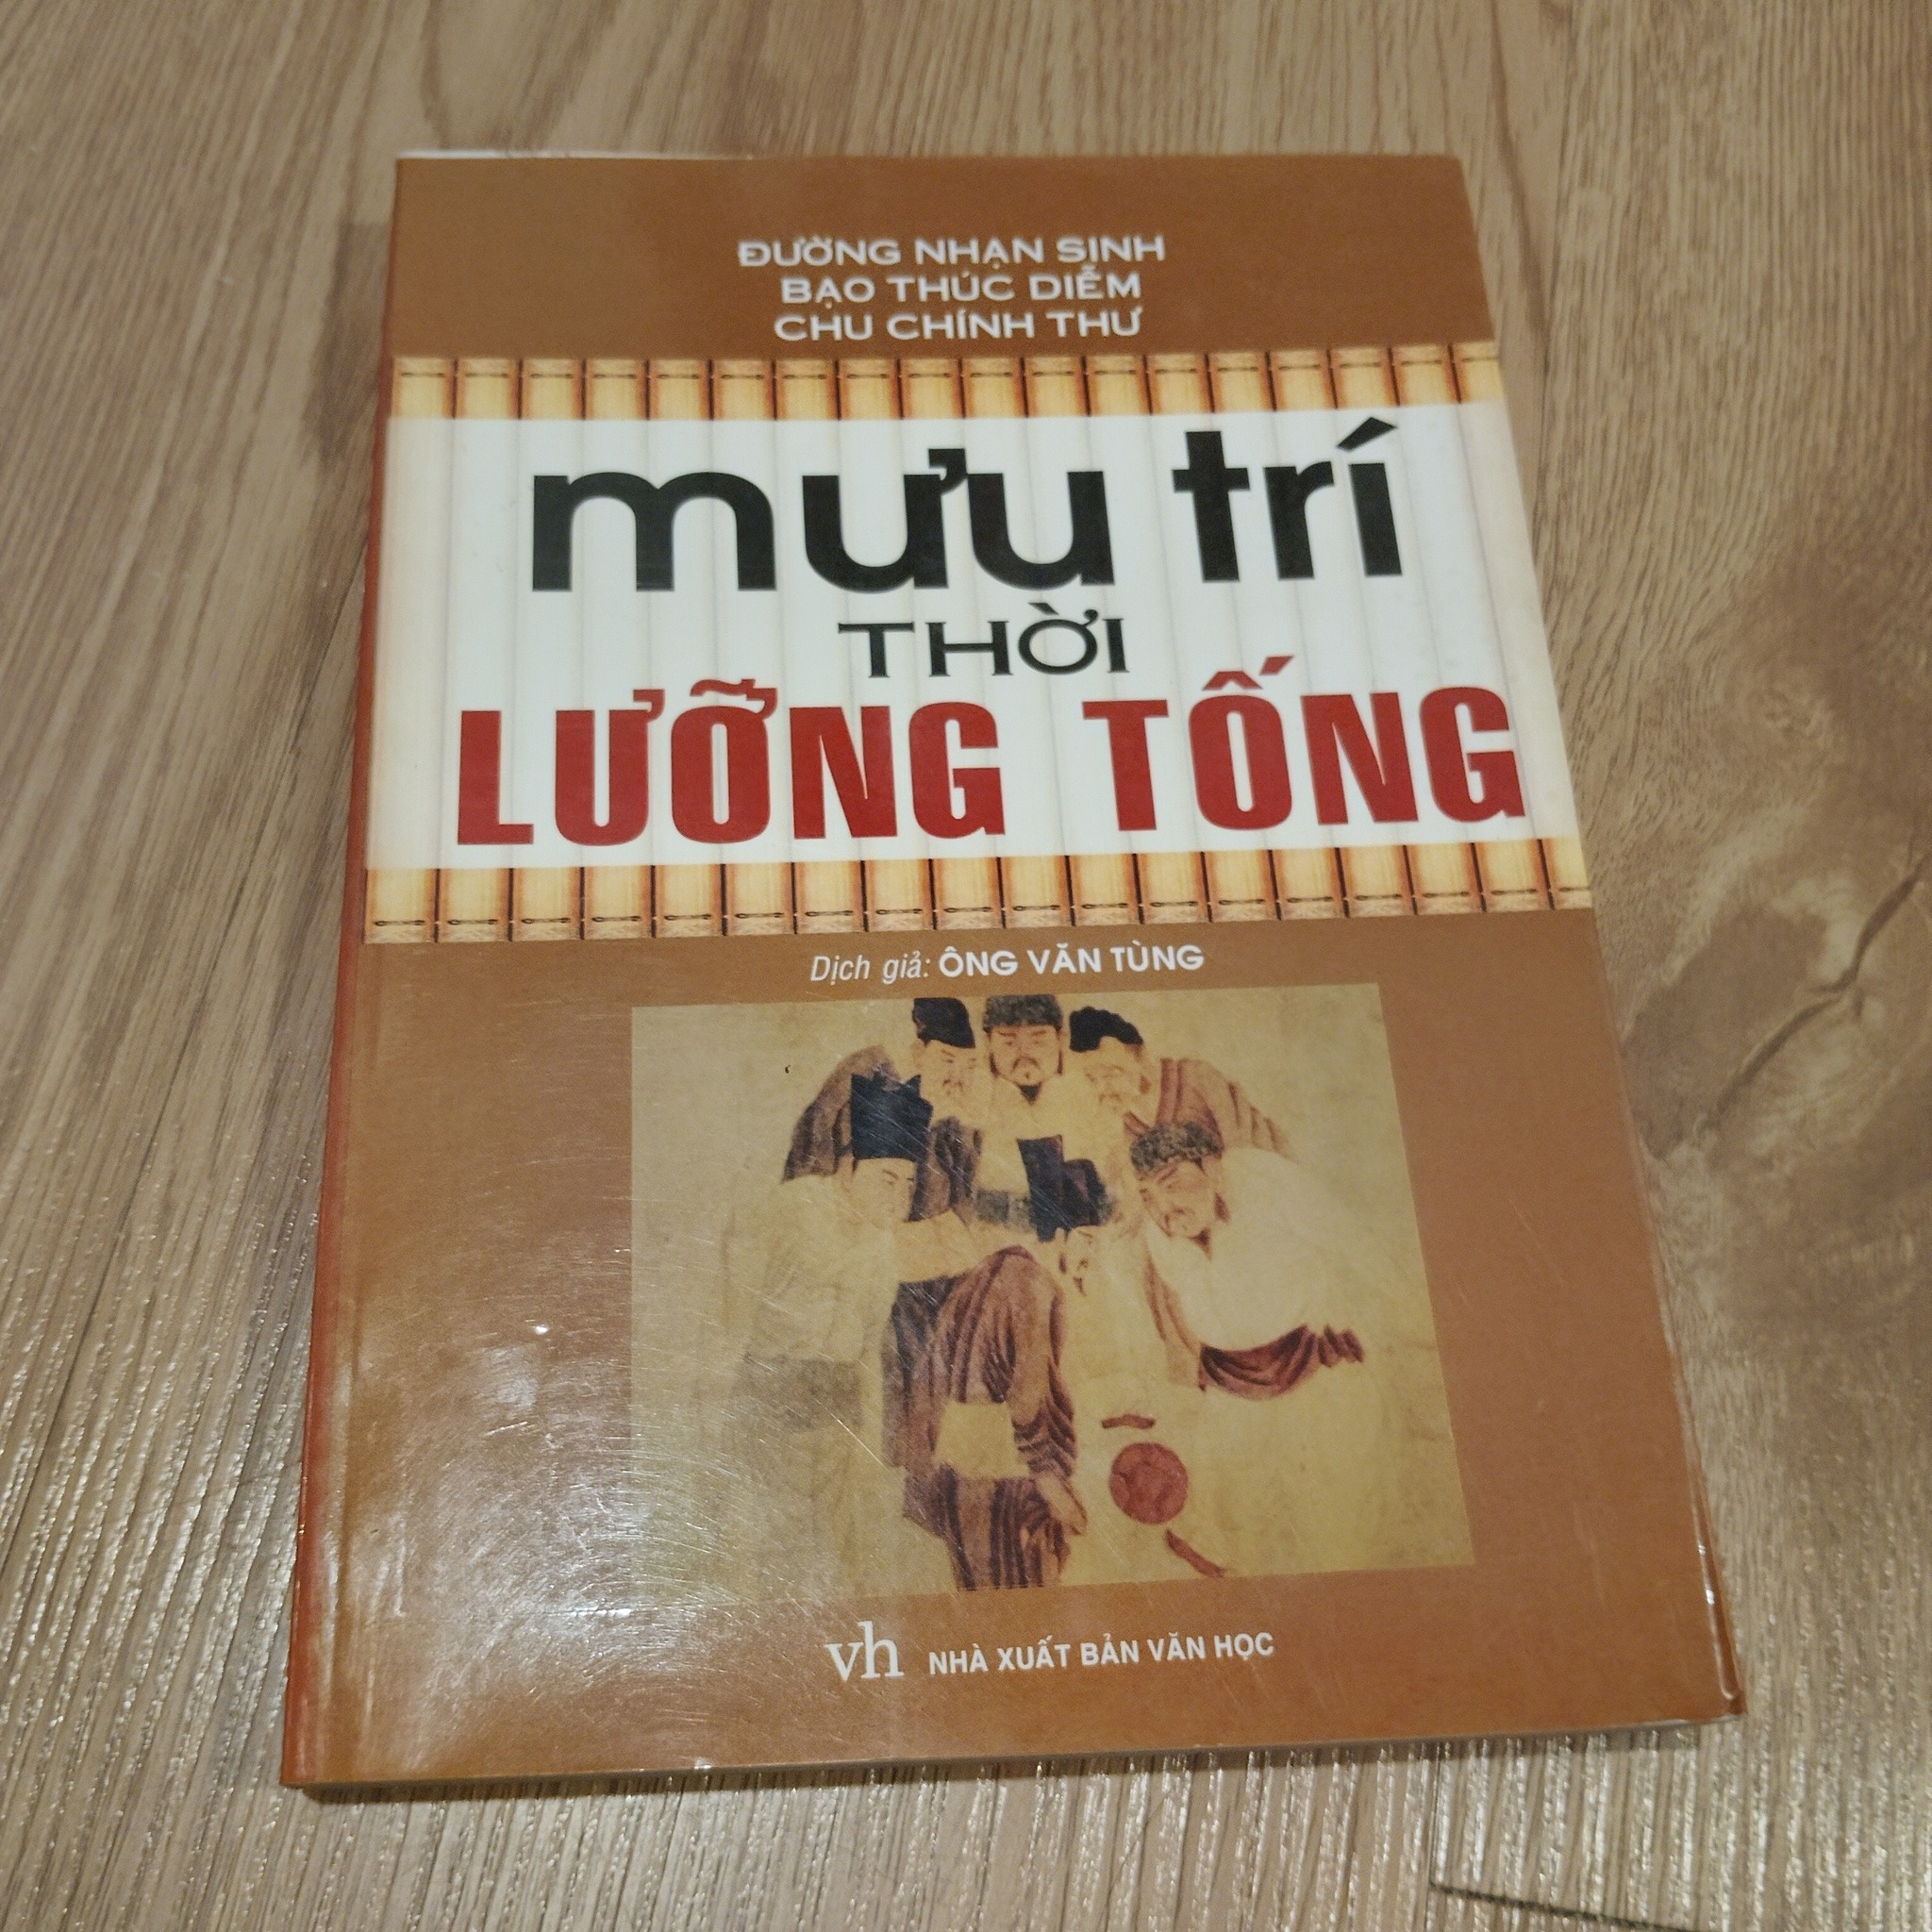 ĐƯỜNG NHẠN SINH
BẠO THÚC DIỄM
CHU CHÍNH THƯ
mưu trí
THỜI
LƯỠNG TỐNG
Dịch giả: ÔNG VĂN TÙNG
vh NHÀ XUẤT BẢN VĂN HỌC